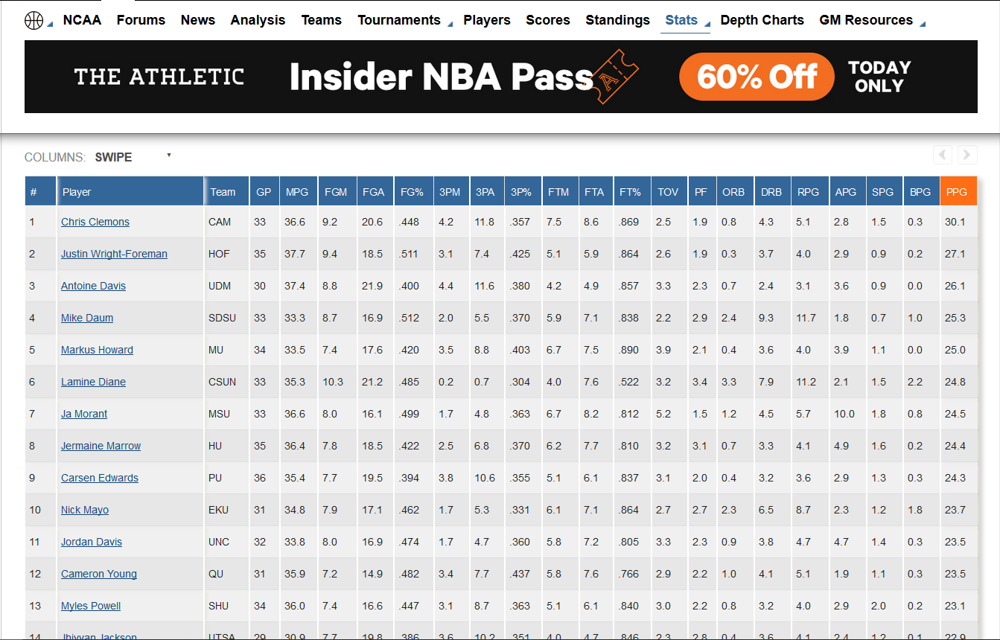 NCAA Forums News Analysis Teams Tournaments Players Scores Standings Stats Depth Charts GM Resources
THE ATHLETIC Insider NBA Pass A 60% Off TODAY ONLY
COLUMNS: SWIPE
# Player Team GP MPG FGM FGA FG% 3PM 3PA 3P% FTM FTA FT% TOV PF ORB DRB RPG APG SPG BPG PPG
1 Chris Clemons CAM 33 36.6 9.2 20.6 .448 4.2 11.8 .357 7.5 8.6 .869 2.5 1.9 0.8 4.3 5.1 2.8 1.5 0.3 30.1
2 Justin Wright-Foreman HOF 35 37.7 9.4 18.5 .511 3.1 7.4 .425 5.1 5.9 .864 2.6 1.9 0.3 3.7 4.0 2.9 0.9 0.2 27.1
3 Antoine Davis UDM 30 37.4 8.8 21.9 .400 4.4 11.6 .380 4.2 4.9 .857 3.3 2.3 0.7 2.4 3.1 3.6 0.9 0.0 26.1
4 Mike Daum SDSU 33 33.3 8.7 16.9 .512 2.0 5.5 .370 5.9 7.1 .838 2.2 2.9 2.4 9.3 11.7 1.8 0.7 1.0 25.3
5 Markus Howard MU 34 33.5 7.4 17.6 .420 3.5 8.8 .403 6.7 7.5 .890 3.9 2.1 0.4 3.6 4.0 3.9 1.1 0.0 25.0
6 Lamine Diane CSUN 33 35.3 10.3 21.2 .485 0.2 0.7 .304 4.0 7.6 .522 3.2 3.4 3.3 7.9 11.2 2.1 1.5 2.2 24.8
7 Ja Morant MSU 33 36.6 8.0 16.1 .499 1.7 4.8 .363 6.7 8.2 .812 5.2 1.5 1.2 4.5 5.7 10.0 1.8 0.8 24.5
8 Jermaine Marrow HU 35 36.4 7.8 18.5 .422 2.5 6.8 .370 6.2 7.7 .810 3.2 3.1 0.7 3.3 4.1 4.9 1.6 0.2 24.4
9 Carsen Edwards PU 36 35.4 7.7 19.5 .394 3.8 10.6 .355 5.1 6.1 .837 3.1 2.0 0.4 3.2 3.6 2.9 1.3 0.3 24.3
10 Nick Mayo EKU 31 34.8 7.9 17.1 .462 1.7 5.3 .331 6.1 7.1 .864 2.7 2.7 2.3 6.5 8.7 2.3 1.2 1.8 23.7
11 Jordan Davis UNC 32 33.8 8.0 16.9 .474 1.7 4.7 .360 5.8 7.2 .805 3.3 2.3 0.9 3.8 4.7 4.7 1.4 0.3 23.5
12 Cameron Young QU 31 35.9 7.2 14.9 .482 3.4 7.7 .437 5.8 7.6 .766 2.9 2.2 1.0 4.1 5.1 1.9 1.1 0.3 23.5
13 Myles Powell SHU 34 36.0 7.4 16.6 .447 3.1 8.7 .363 5.1 6.1 .840 3.0 2.2 0.8 3.2 4.0 2.9 2.0 0.2 23.1
14 Jhivvan Jackson UTSA 29 30.9 7.7 19.8 .386 3.6 10.2 .351 4.0 4.7 .846 2.3 2.8 0.4 3.6 4.1 2.4 1.2 0.1 22.9